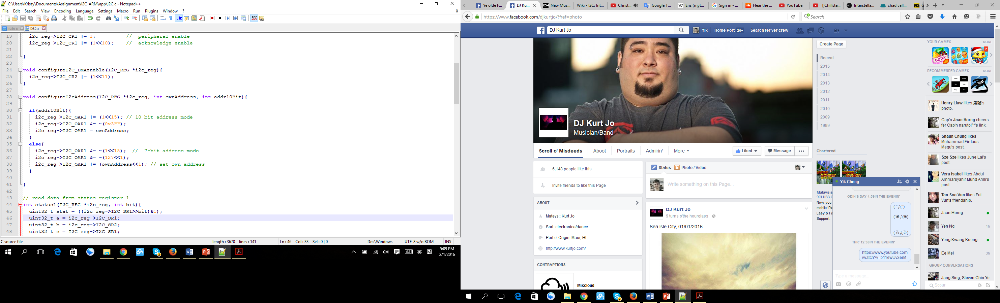 C:\Users\Krissy\Documents\Assignment\I2C_ARM\app\I2C.c - Notepad++
File Edit Search View Encoding Language Settings Macro Run Plugins Window ? X
main.c I2C.c
19 i2c_reg->I2C_CR1 |= 1; // peripheral enable
20 i2c_reg->I2C_CR1 |= (1<<10); // acknowledge enable
21
22 }
23
24 void configureI2C_DMAenable(I2C_REG *i2c_reg){
25 i2c_reg->I2C_CR2 |= (1<<11);
26 }
27
28 void configureI2cAddress(I2C_REG *i2c_reg, int ownAddress, int addr10Bit){
29
30 if(addr10Bit){
31 i2c_reg->I2C_OAR1 |= (1<<15); // 10-bit address mode
32 i2c_reg->I2C_OAR1 &= ~(0x3FF);
33 i2c_reg->I2C_OAR1 = ownAddress;
34 }
35 else{
36 i2c_reg->I2C_OAR1 &= ~(1<<15); // 7-bit address mode
37 i2c_reg->I2C_OAR1 &= ~(127<<1);
38 i2c_reg->I2C_OAR1 |= (ownAddress<<1); // set own address
39 }
40
41 }
42
43 // read data from status register 1
44 int status1(I2C_REG *i2c_reg, int bit){
45 uint32_t stat = ((i2c_reg->I2C_SR1>>bit)&1);
46 uint32_t a = i2c_reg->I2C_SR1;
47 uint32_t b = i2c_reg->I2C_SR2;
48 uint32_t c = I2C_reg->I2C_SR1;
C source file length : 3670 lines : 141 Ln : 46 Col : 33 Sel : 0 | 0 Dos\Windows UTF-8 w/o BOM INS
英 M
5:09 PM
2/1/2016
Ye olde F... DJ Ku... New Mus... Wiki - I2C: Int... Christ... Google T... Eris (myt... Sign in - ... Hear the ... YouTube 【Chillste... Interstella... chad vall...
https://www.facebook.com/djkurtjo/?fref=photo
Search
DJ Kurt Jo
Yik Home Port 20+ Search fer yer crew
DJ Kurt Jo
Musician/Band
Scroll o' Misdeeds Aboot Portraits Admirin' More Liked Message
6,148 people like this
Invite friends to like this Page
ABOUT
Mateys:: Kurt Jo
Sort: electronica/dance
Port o' Origin: Maui, HI
http://www.kurtjo.com/
CONTRAPTIONS
Mixcloud
Status Photo / Video
Write something on this Page...
DJ Kurt Jo
9 turns o'the hourglass
Sea Isle City, 01/01/2016
Create Page
Recent
2015
2014
2013
2012
2011
2010
2009
1999
Chartered
MONKEY MONKEY
Malaysia
9CLUB3.C
Now you
mobile! Pl
Easy & Fa
Support.
Yik Cheng
ODIN'S DAY 4:59IN THE EVENIN'
THR' 12:36IN THE EVENIN'
https://www.youtube.com
/watch?v=b11ewUv3erM
Type a message...
YOUR GAMES MORE
SODA
2
RECOMMENDED GAMES MORE
Henry Liaw likes 秉翰's
photo.
Cap'n Jaan Horng cheers
fer Cap'n naruto!^^'s link.
Shaun Chung likes
Muhammad Firdaus
Megu's post.
Sze Sze likes June Lai's
post.
Vera Isabel likes Abdul
Ammarsyahir Muhd Amli's
post.
Tan Soo Vun likes Fui
Vun's friendship.
Jaan Horng
Yen Ng 1h
Yong Kwang Keong
Ee Mei 3h
GROUP CONVERSATIONS
Jang Sing, Steven Ghin Ye...
Scour